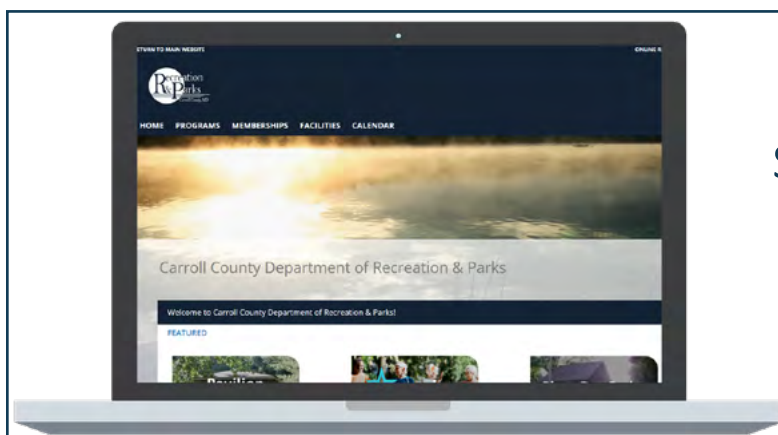 ETURN TO MAIN WEBSITE
ONLINE R
Recreation
& Parks
HOME PROGRAMS MEMBERSHIPS FACILITIES CALENDAR
S
Carroll County Department of Recreation & Parks
Welcome to Carroll County Department of Recreation & Parks!
FEATURED
Pavilion